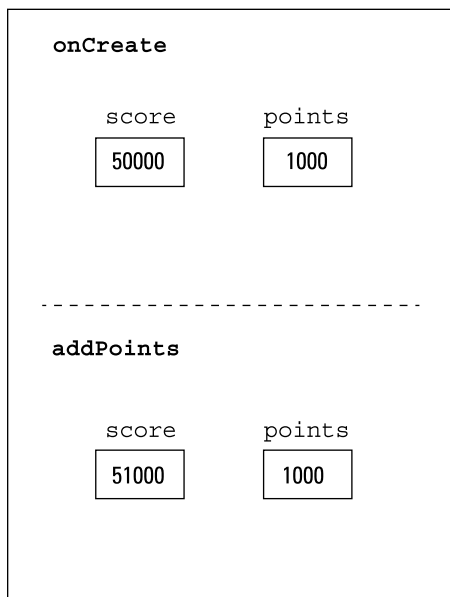 onCreate
score points
50000 1000
addPoints
score points
51000 1000